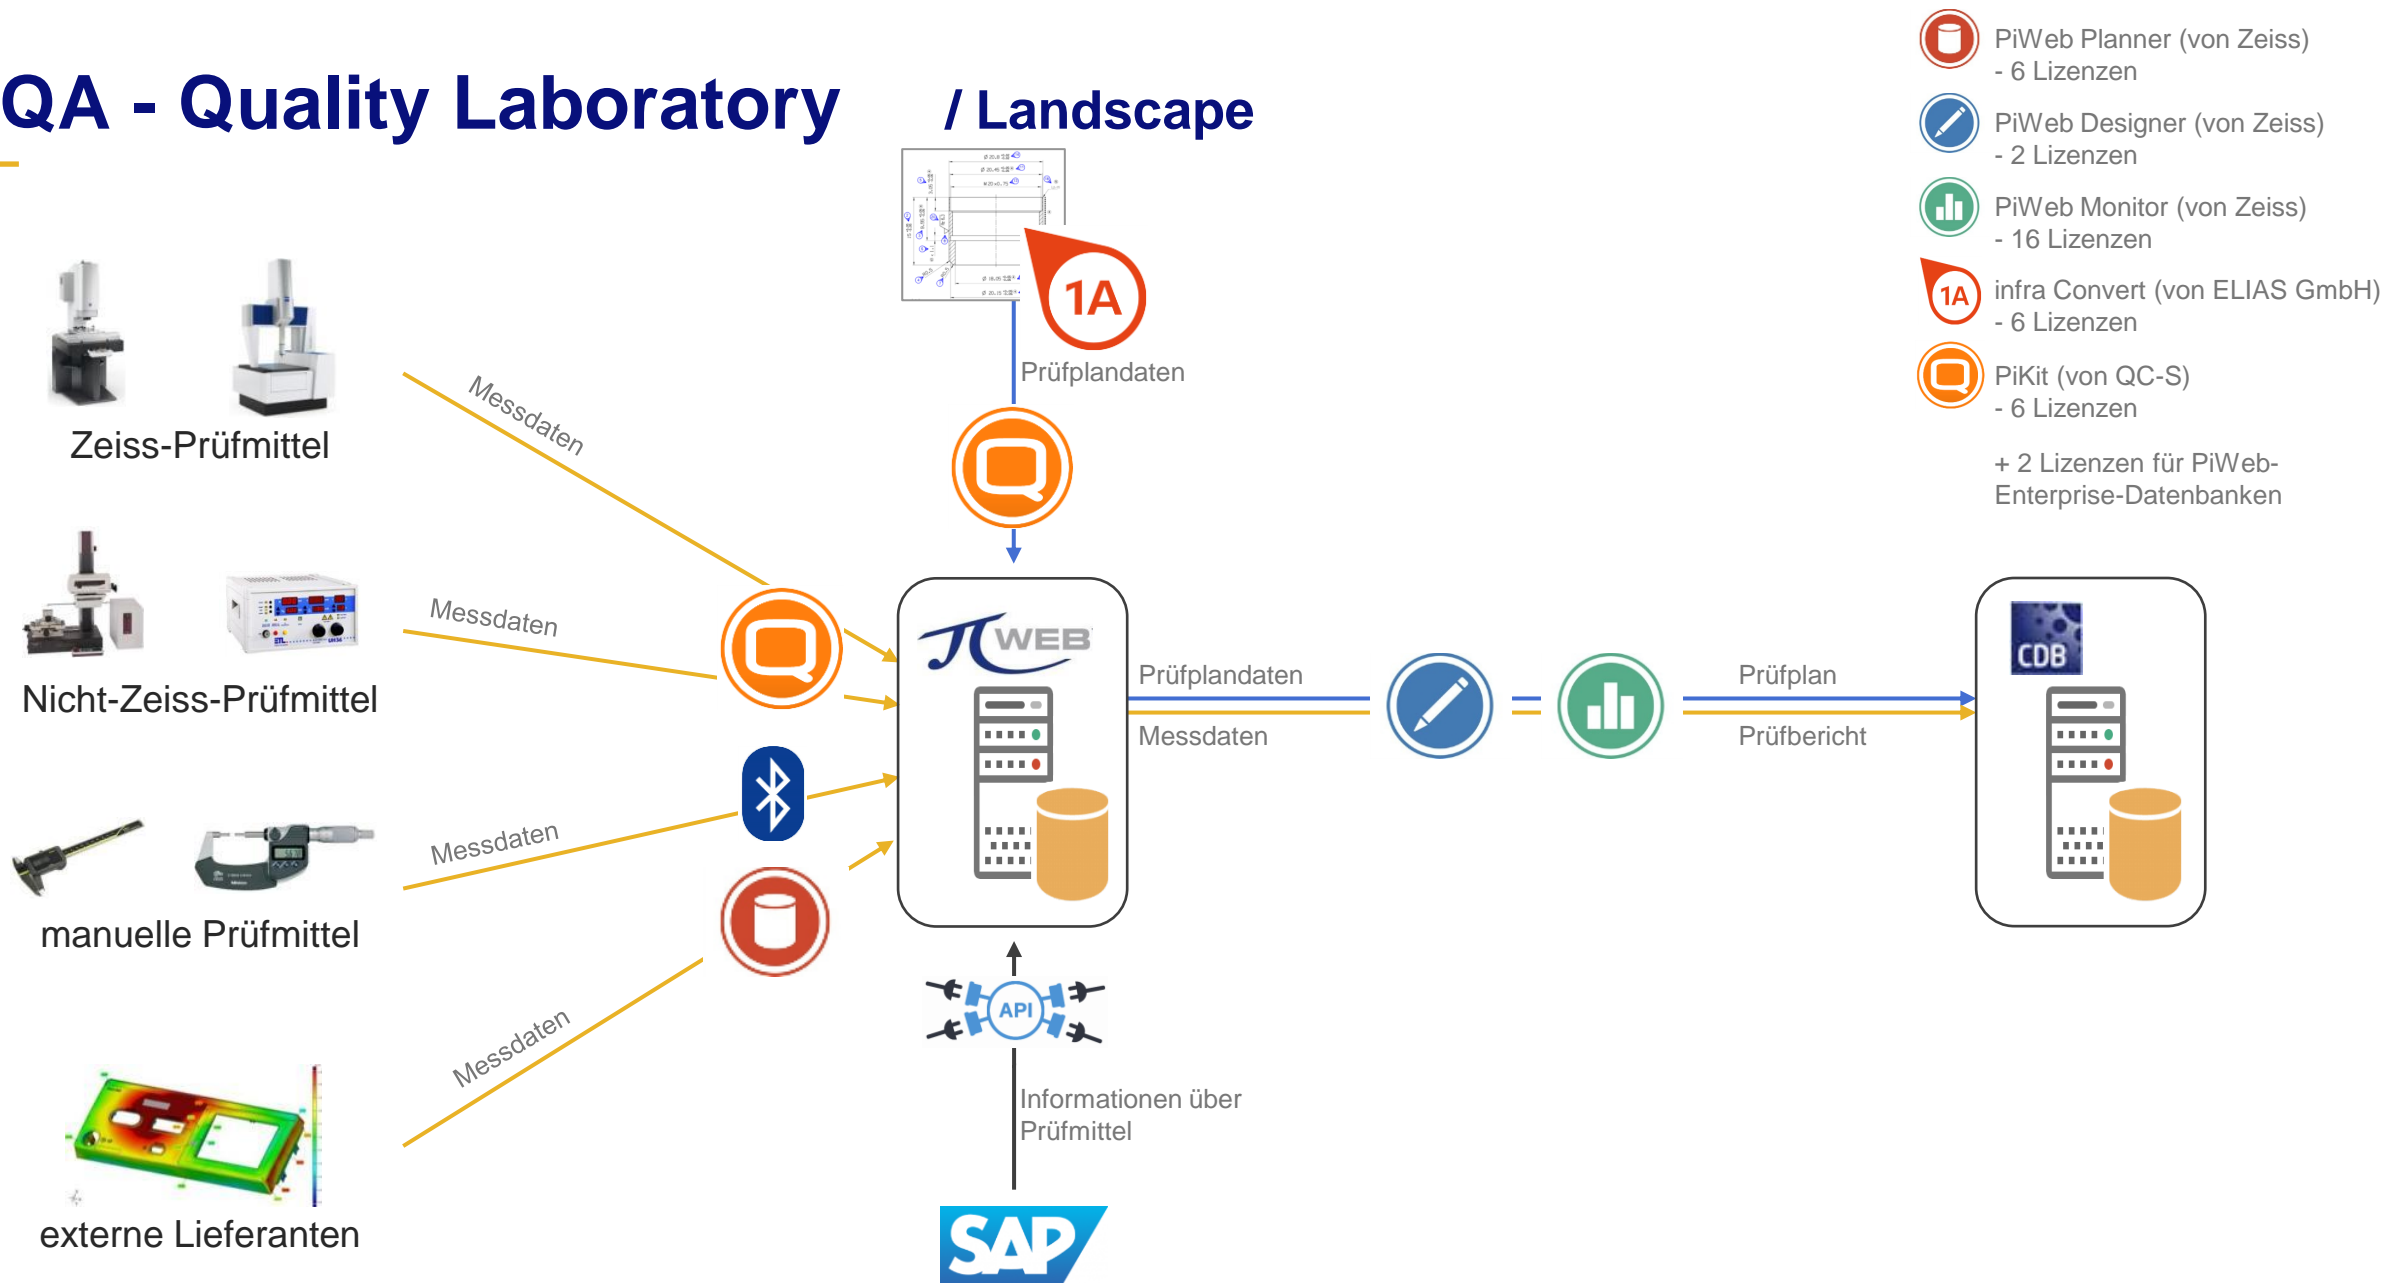 QA - Quality Laboratory / Landscape
PiWeb Planner (von Zeiss)
- 6 Lizenzen
PiWeb Designer (von Zeiss)
- 2 Lizenzen
PiWeb Monitor (von Zeiss)
- 16 Lizenzen
1A
infra Convert (von ELIAS GmbH)
- 6 Lizenzen
PiKit (von QC-S)
- 6 Lizenzen
+ 2 Lizenzen für PiWeb-
Enterprise-Datenbanken
1A
Prüfplandaten
Zeiss-Prüfmittel
Messdaten
Nicht-Zeiss-Prüfmittel
Messdaten
manuelle Prüfmittel
Messdaten
externe Lieferanten
Messdaten
πWEB
Prüfplandaten
Messdaten
Prüfplan
Prüfbericht
CDB
API
Informationen über
Prüfmittel
SAP